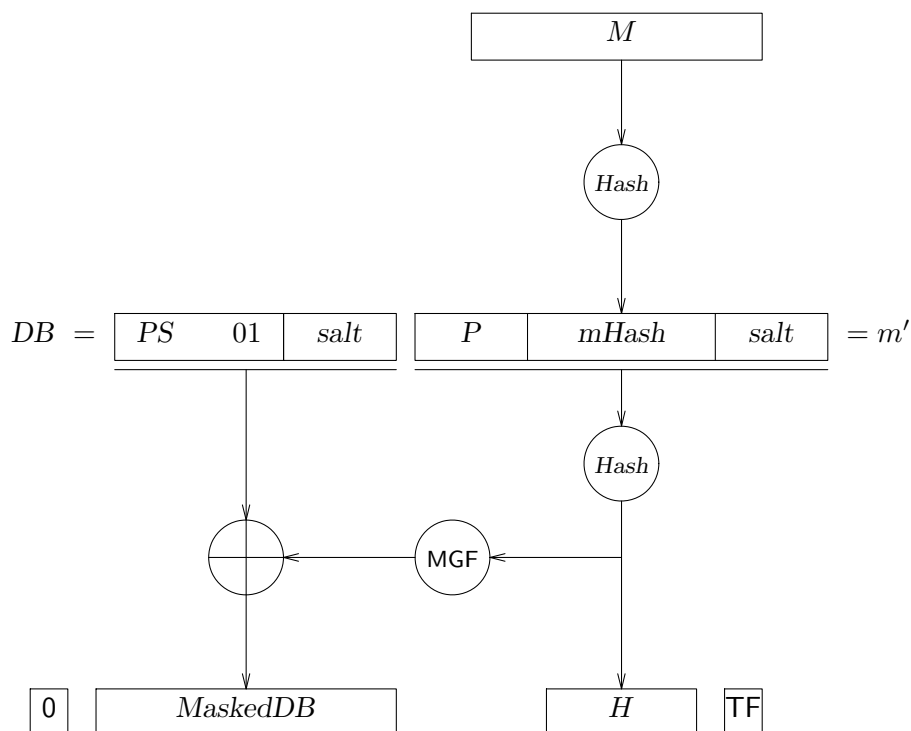 M
Hash
DB = PS 01 salt P mHash salt = m′
Hash
MGF
0 MaskedDB H TF